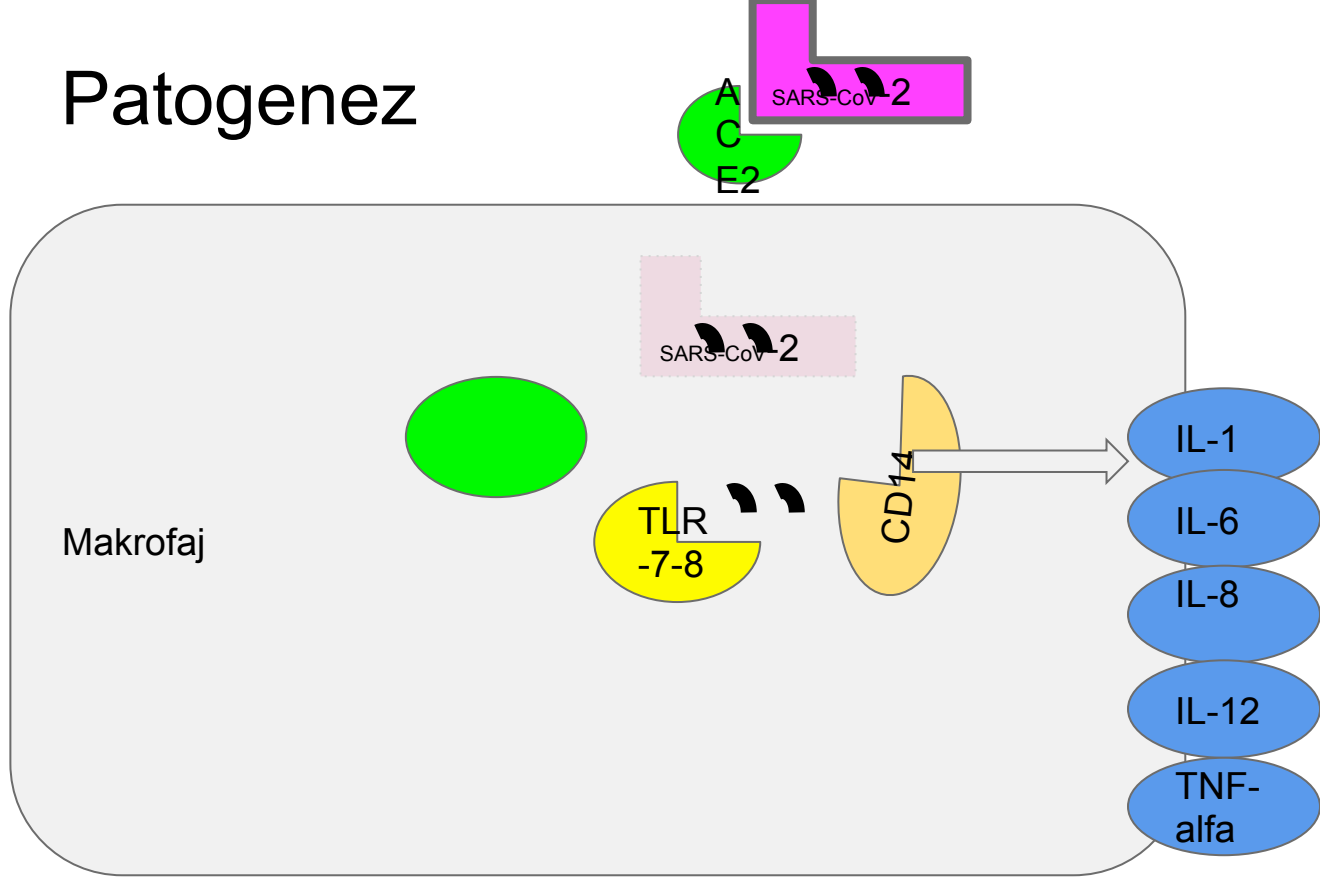 Patogenez
A
C
E2
SARS-CoV-2
SARS-CoV-2
CD14
TLR
-7-8
Makrofaj
IL-1
IL-6
IL-8
IL-12
TNF-
alfa